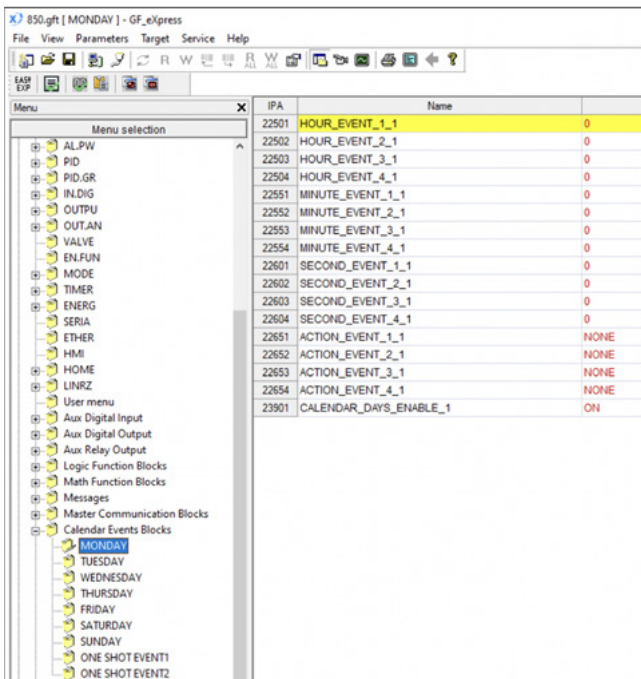 850.gft [ MONDAY ] - GF_eXpress
File View Parameters Target Service Help
R W R ALL W ALL
EASY EXP
Menu
Menu selection
AL.PW
PID
PID.GR
IN.DIG
OUTPU
OUT.AN
VALVE
EN.FUN
MODE
TIMER
ENERG
SERIA
ETHER
HMI
HOME
LINRZ
User menu
Aux Digital Input
Aux Digital Output
Aux Relay Output
Logic Function Blocks
Math Function Blocks
Messages
Master Communication Blocks
Calendar Events Blocks
MONDAY
TUESDAY
WEDNESDAY
THURSDAY
FRIDAY
SATURDAY
SUNDAY
ONE SHOT EVENT1
ONE SHOT EVENT2
IPA Name
22501 HOUR_EVENT_1_1 0
22502 HOUR_EVENT_2_1 0
22503 HOUR_EVENT_3_1 0
22504 HOUR_EVENT_4_1 0
22551 MINUTE_EVENT_1_1 0
22552 MINUTE_EVENT_2_1 0
22553 MINUTE_EVENT_3_1 0
22554 MINUTE_EVENT_4_1 0
22601 SECOND_EVENT_1_1 0
22602 SECOND_EVENT_2_1 0
22603 SECOND_EVENT_3_1 0
22604 SECOND_EVENT_4_1 0
22651 ACTION_EVENT_1_1 NONE
22652 ACTION_EVENT_2_1 NONE
22653 ACTION_EVENT_3_1 NONE
22654 ACTION_EVENT_4_1 NONE
23901 CALENDAR_DAYS_ENABLE_1 ON